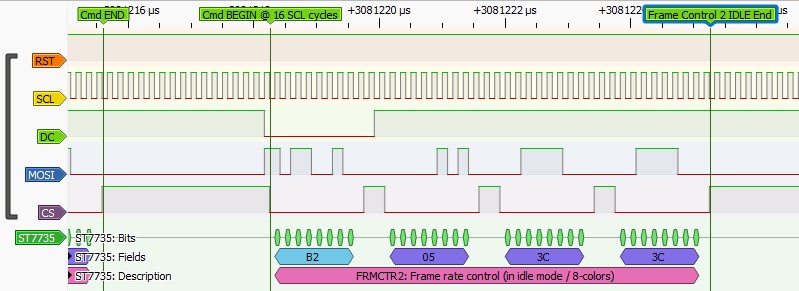 216 µs
+3081220 µs
+3081222 µs
+30812
µs
Cmd END
Cmd BEGIN @ 16 SCL cycles
Frame Control 2 IDLE End
RST
SCL
DC
MOSI
CS
ST7735
ST7735: Bits
ST7735: Fields
B2
05
3C
3C
ST7735: Description
FRMCTR2: Frame rate control (in idle mode / 8-colors)